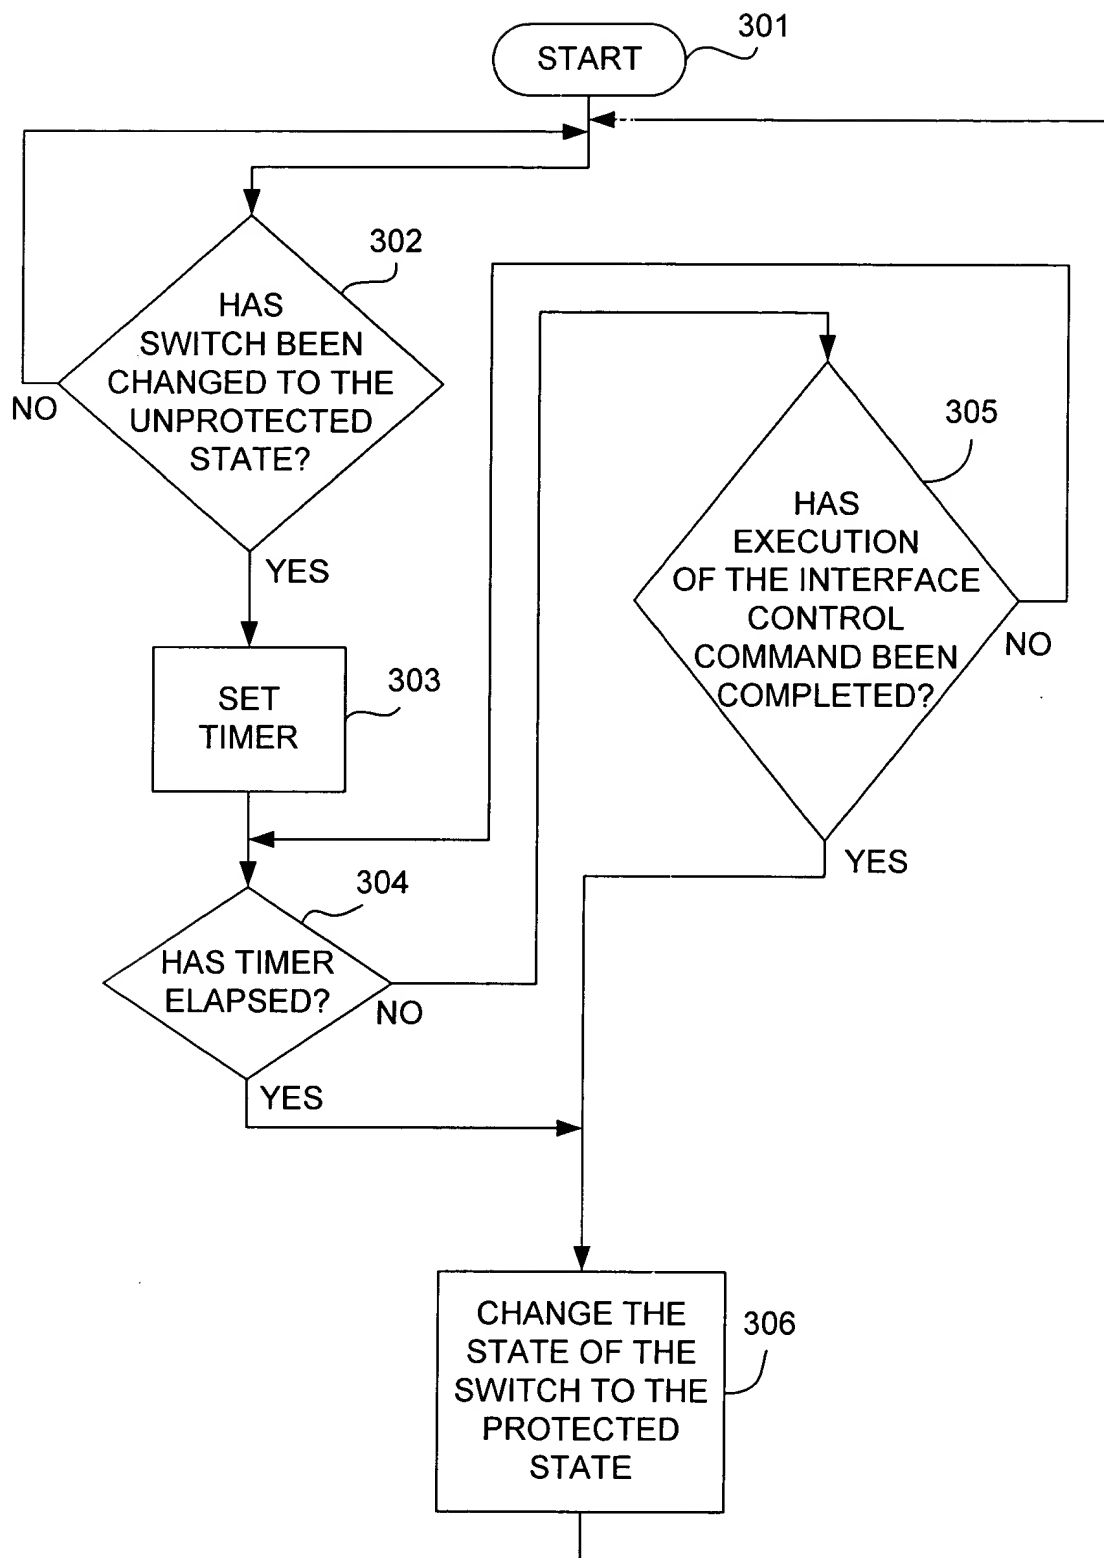 301
START
302
HAS
SWITCH BEEN
CHANGED TO THE
UNPROTECTED
STATE?
NO
YES
305
HAS
EXECUTION
OF THE INTERFACE
CONTROL
COMMAND BEEN
COMPLETED?
NO
YES
303
SET
TIMER
304
HAS TIMER
ELAPSED?
NO
YES
306
CHANGE THE
STATE OF THE
SWITCH TO THE
PROTECTED
STATE